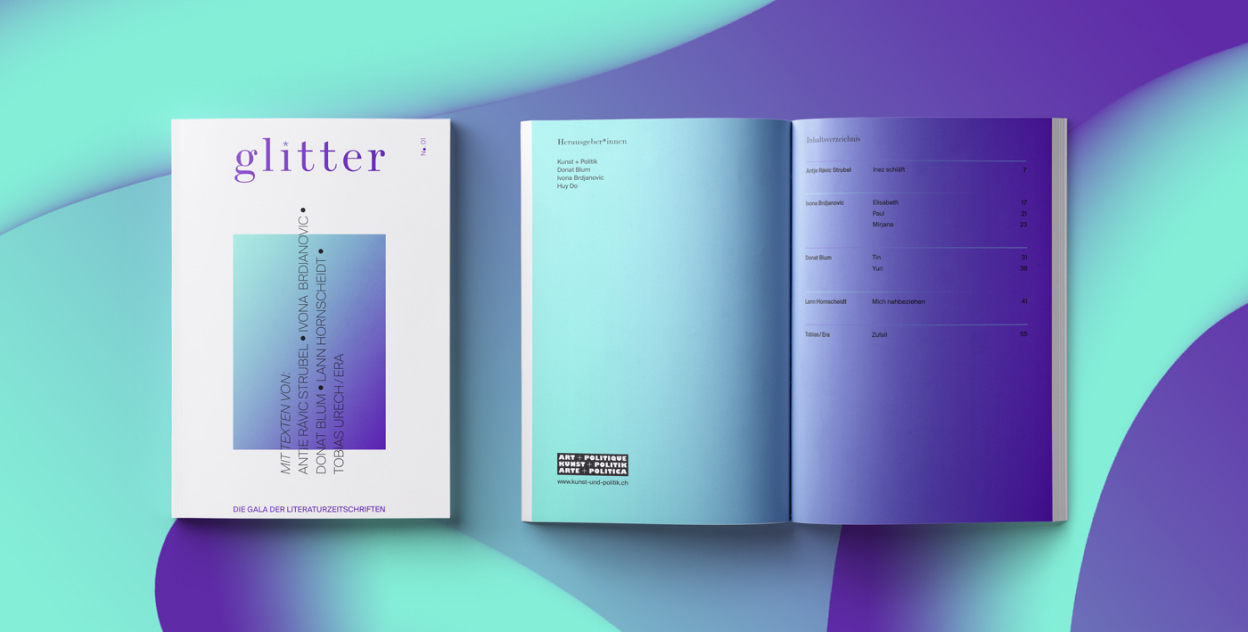 glitter
No. 01
MIT TEXTEN VON:
ANTJE RÁVIC STRUBEL • IVONA BRDJANOVIC •
DONAT BLUM • LANN HORNSCHEIDT •
TOBIAS URECH / ERA
DIE GALA DER LITERATURZEITSCHRIFTEN
Herausgeber*innen
Kunst + Politik
Donat Blum
Ivona Brdjanovic
Huy Do
ART + POLITIQUE
KUNST + POLITIK
ARTE + POLITICA
www.kunst-und-politik.ch
Inhaltsverzeichnis
Antje Rávic Strubel Inez schläft 7
Ivona Brdjanovic Elisabeth 17
Paul 21
Mirjana 23
Donat Blum Tin 31
Yuri
Lann Hornscheidt Mich nahbeziehen 41
Tobias / Era Zufall